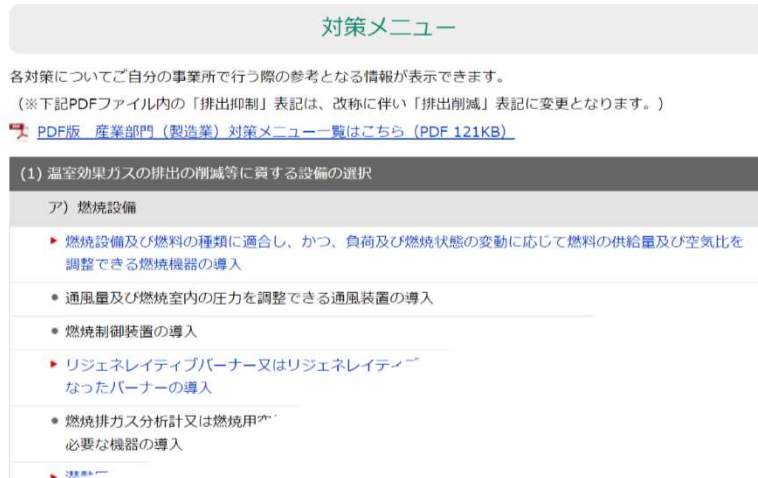 対策メニュー
各対策についてご自分の事業所で行う際の参考となる情報が表示できます。
（※下記PDFファイル内の「排出抑制」表記は、改称に伴い「排出削減」表記に変更となります。）
PDF版　産業部門（製造業）対策メニュー一覧はこちら（PDF 121KB）
(1) 温室効果ガスの排出の削減等に資する設備の選択
ア）燃焼設備
燃焼設備及び燃料の種類に適合し、かつ、負荷及び燃焼状態の変動に応じて燃料の供給量及び空気比を
調整できる燃焼機器の導入
通風量及び燃焼室内の圧力を調整できる通風装置の導入
燃焼制御装置の導入
リジェネレイティブバーナー又はリジェネレイティ
なったバーナーの導入
燃焼排ガス分析計又は燃焼用
必要な機器の導入